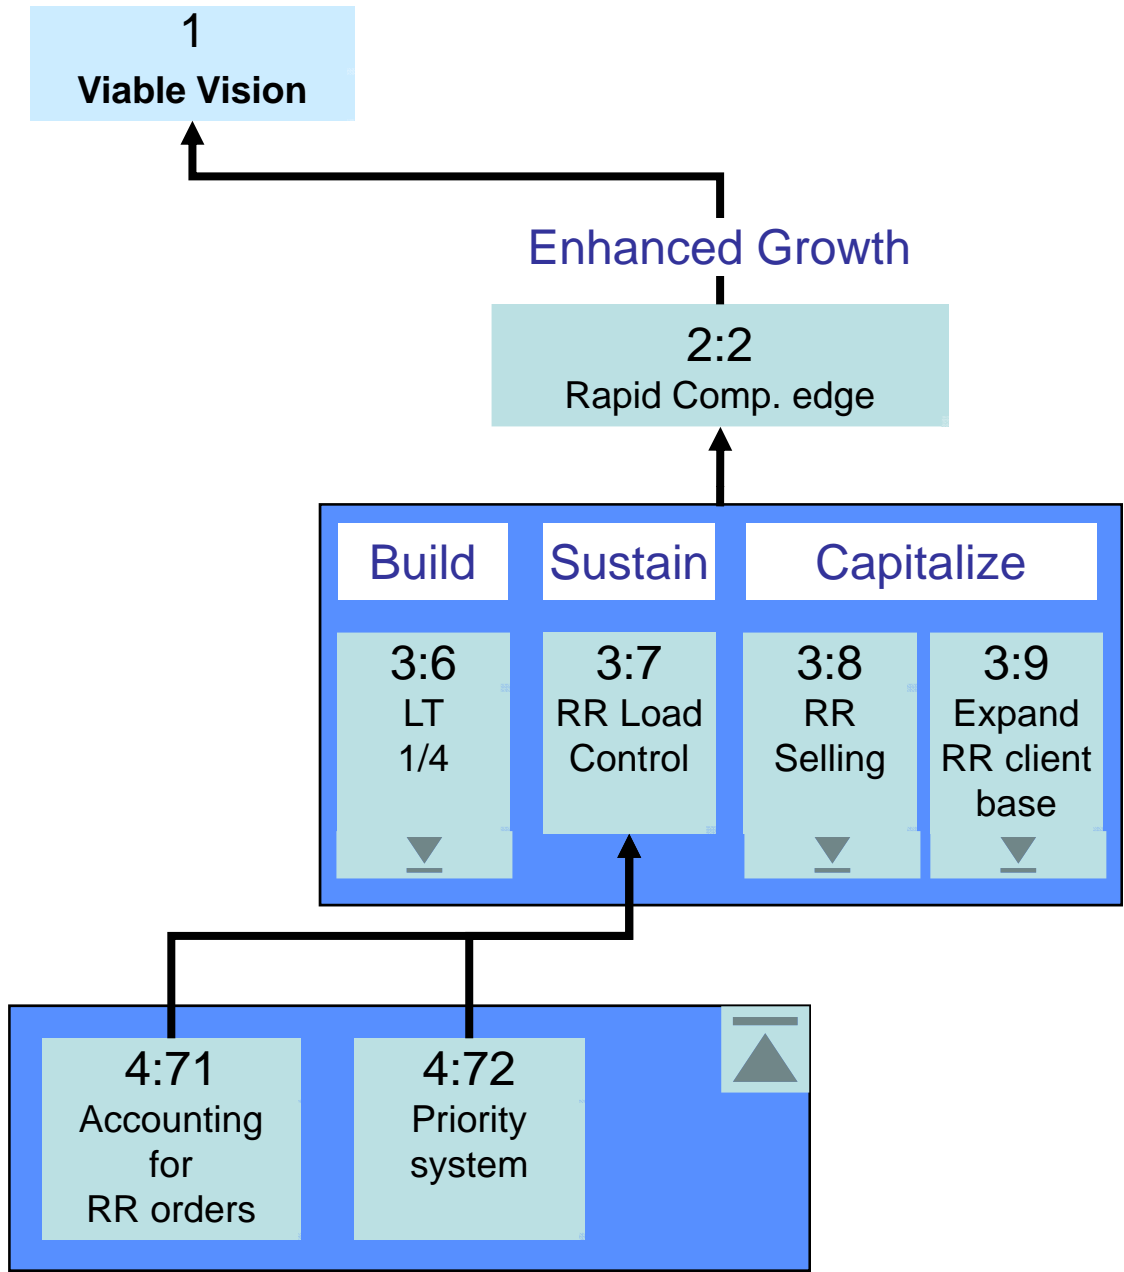 1
Viable Vision
Enhanced Growth
2:2
Rapid Comp. edge
Build
Sustain
Capitalize
3:6
LT
1/4
3:7
RR Load
Control
3:8
RR
Selling
3:9
Expand
RR client
base
4:71
Accounting
for
RR orders
4:72
Priority
system